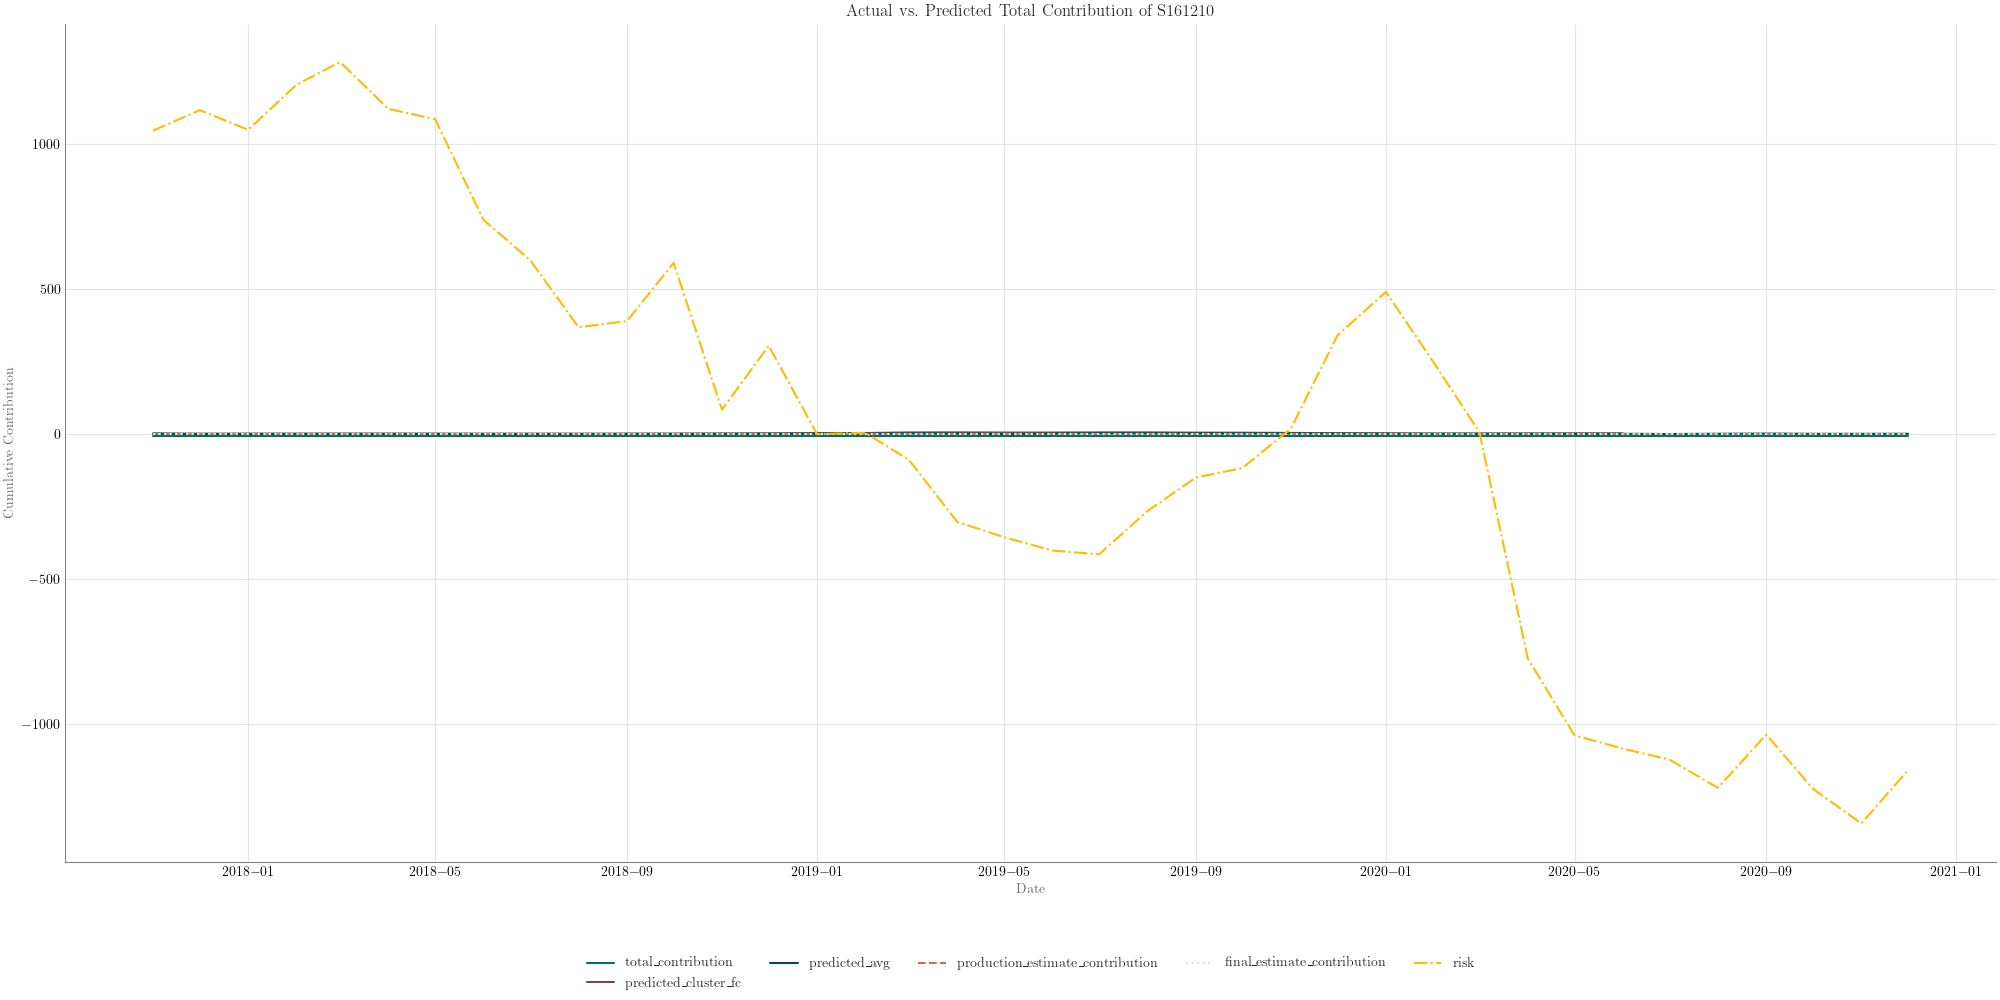 Actual vs. Predicted Total Contribution of S161210
1000
500
0
−500
−1000
Cumulative Contribution
2018−01 2018−05 2018−09 2019−01 2019−05 2019−09 2020−01 2020−05 2020−09 2021−01
Date
total_contribution predicted_avg production_estimate_contribution final_estimate_contribution risk
predicted_cluster_fc